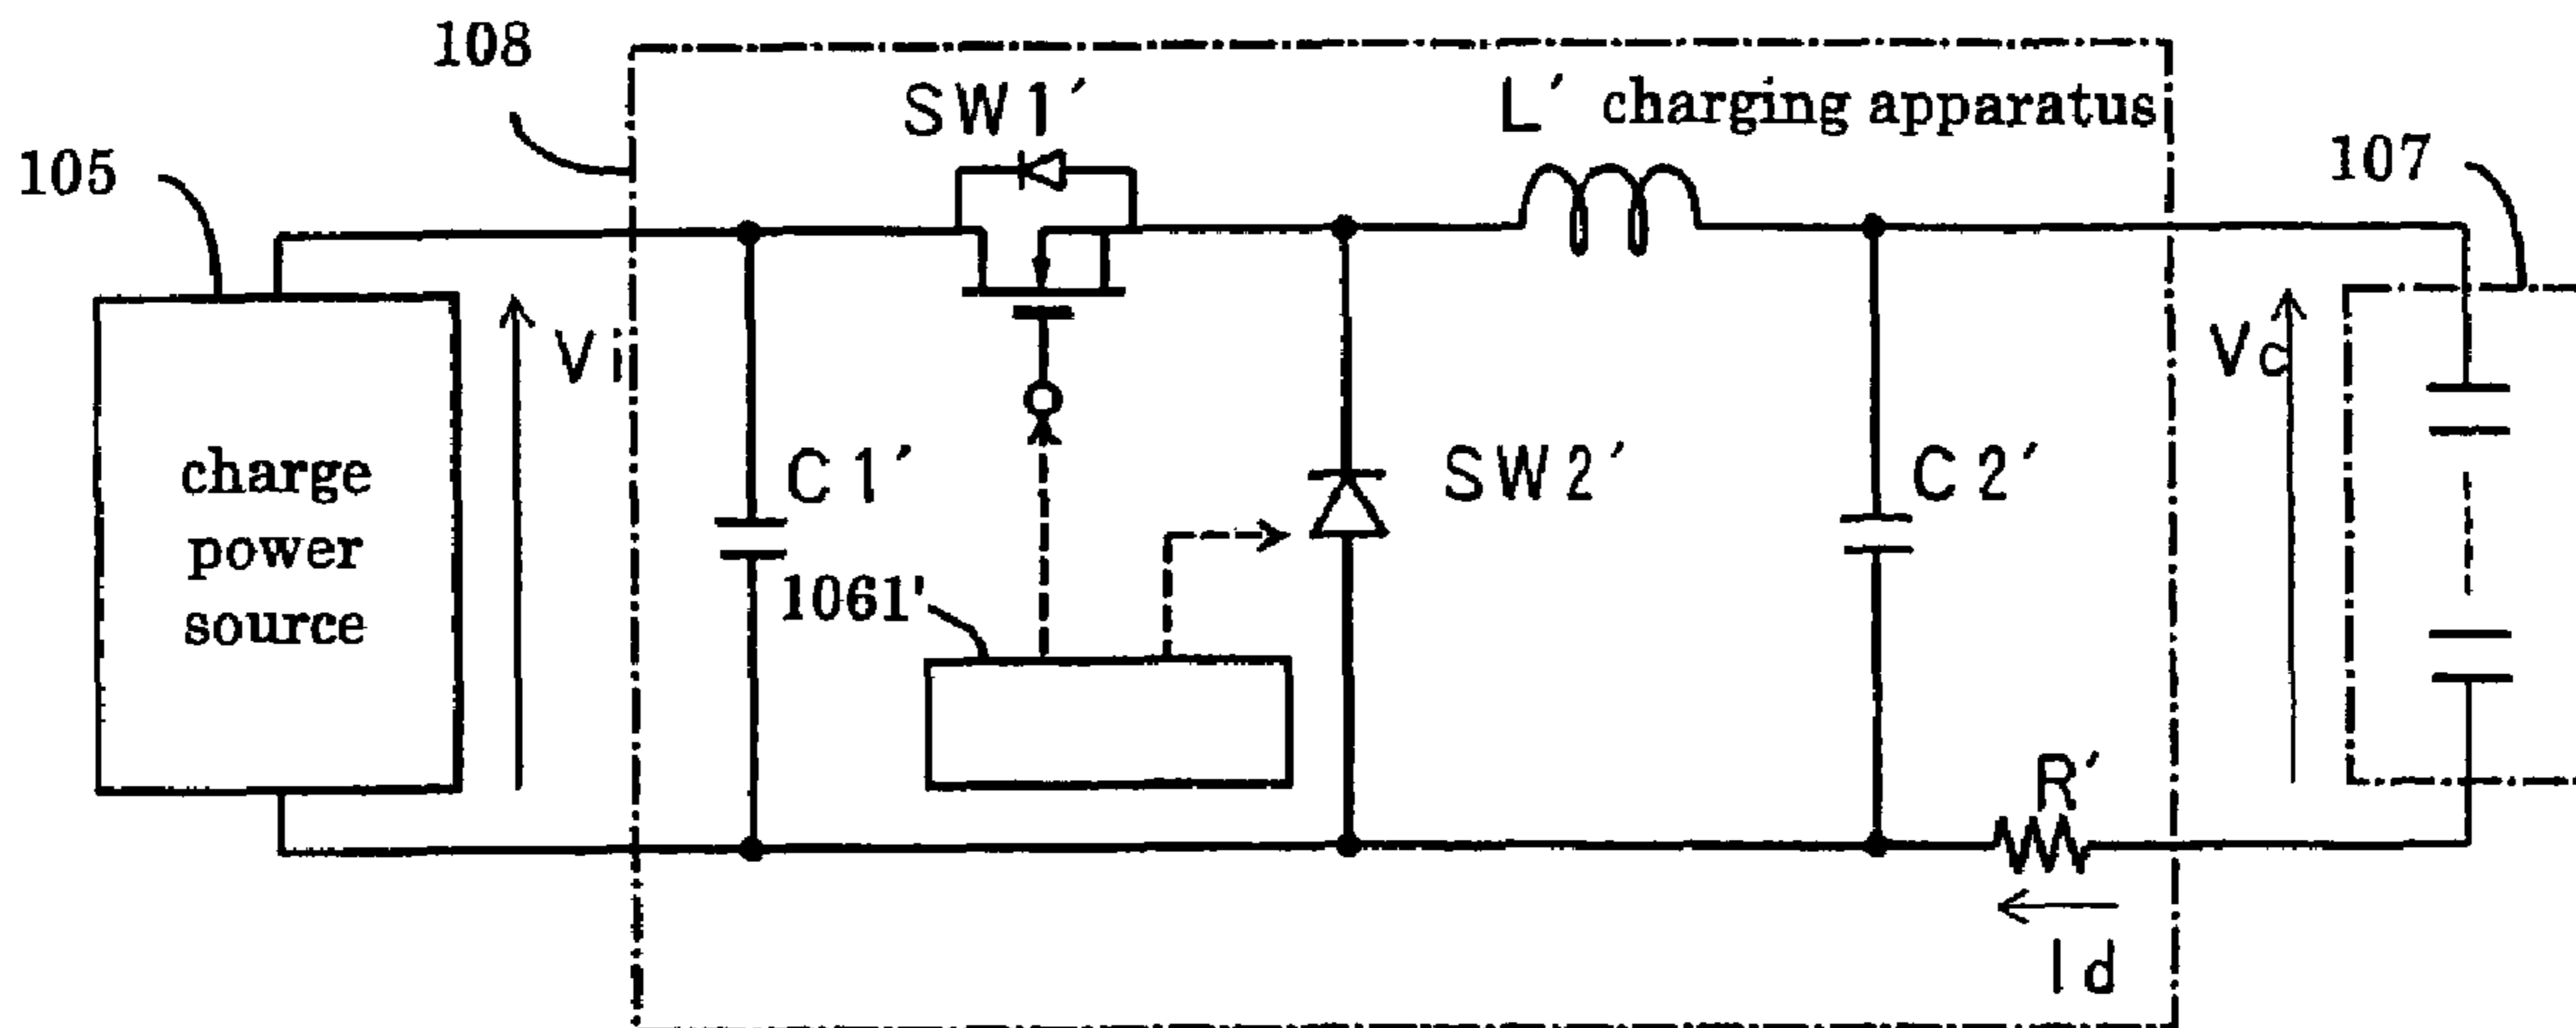 108
SW1′
L′ charging apparatus
105
107
Vi
Vc
charge
power
source
C1′
SW2′
C2′
1061'
R′
Id